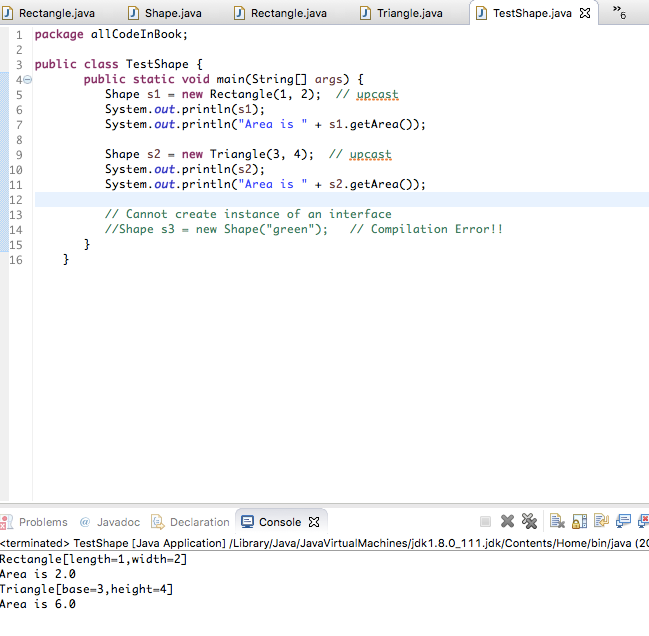 Rectangle.java Shape.java Rectangle.java Triangle.java TestShape.java »6
1 package allCodeInBook;
2
3 public class TestShape {
4 public static void main(String[] args) {
5 Shape s1 = new Rectangle(1, 2);  // upcast
6 System.out.println(s1);
7 System.out.println("Area is " + s1.getArea());
8
9 Shape s2 = new Triangle(3, 4);  // upcast
10 System.out.println(s2);
11 System.out.println("Area is " + s2.getArea());
12
13 // Cannot create instance of an interface
14 //Shape s3 = new Shape("green");   // Compilation Error!!
15 }
16 }
Problems @ Javadoc Declaration Console
<terminated> TestShape [Java Application] /Library/Java/JavaVirtualMachines/jdk1.8.0_111.jdk/Contents/Home/bin/java (20
Rectangle[length=1,width=2]
Area is 2.0
Triangle[base=3,height=4]
Area is 6.0